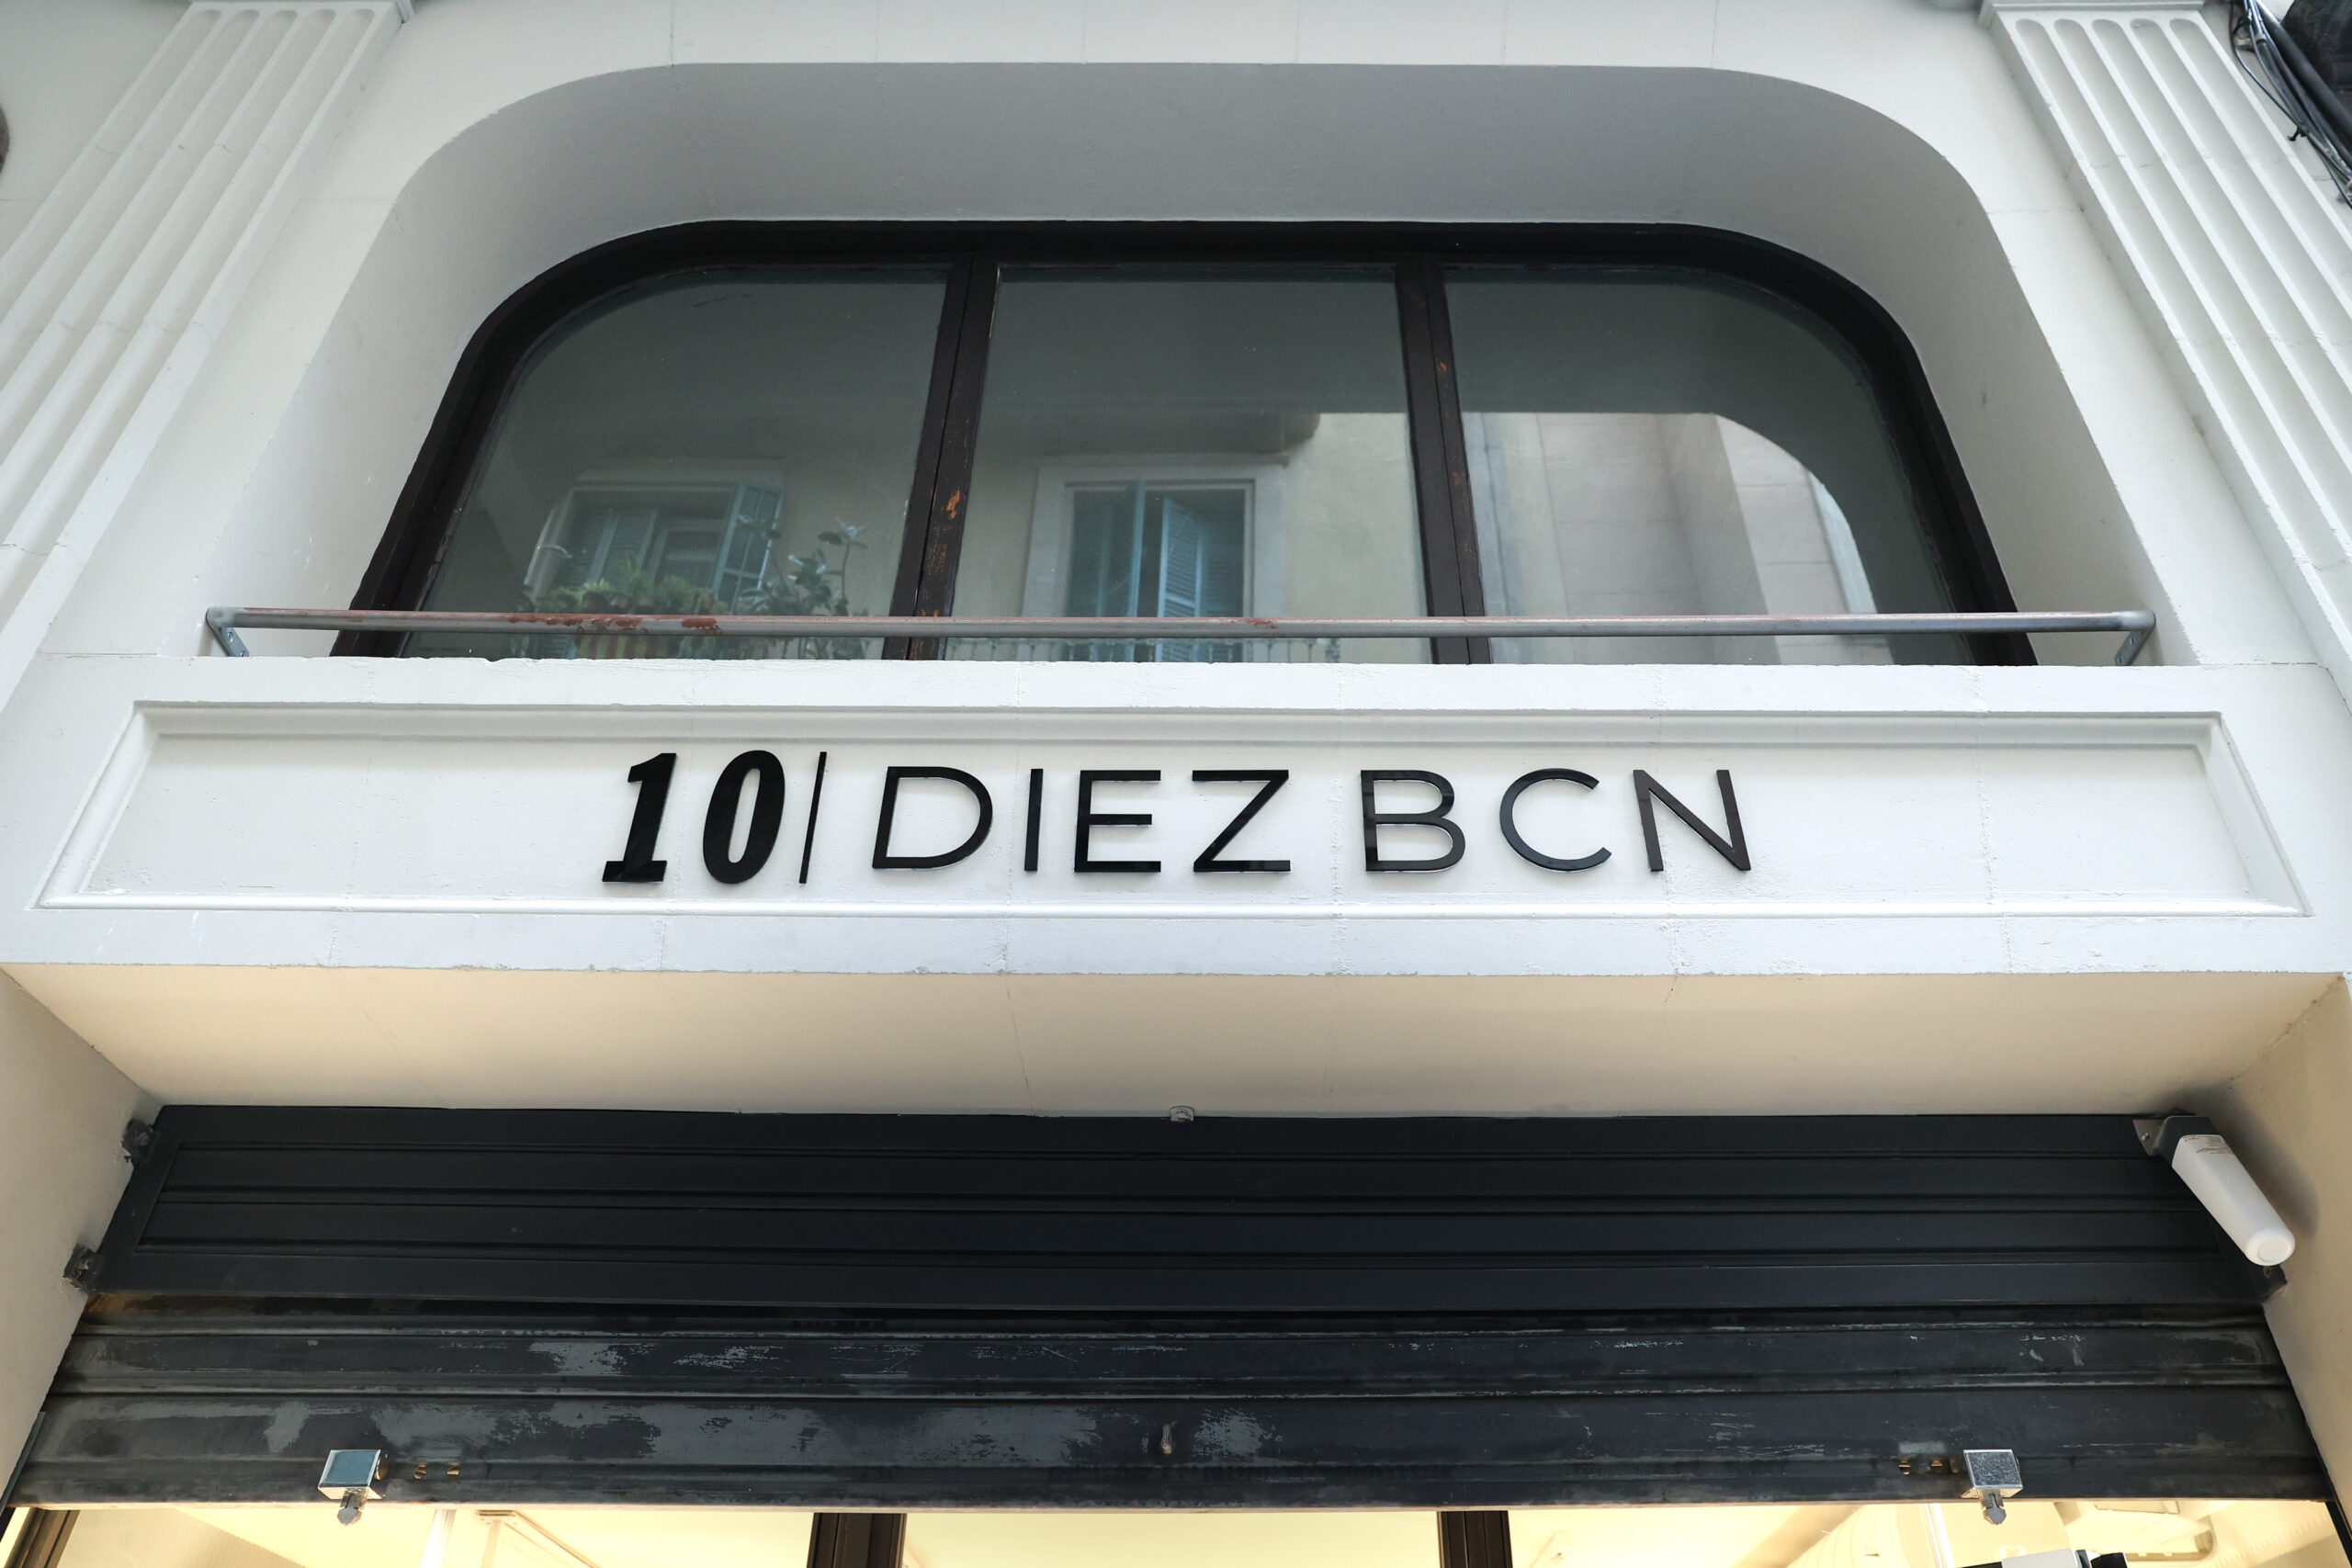 10| DIEZ BCN